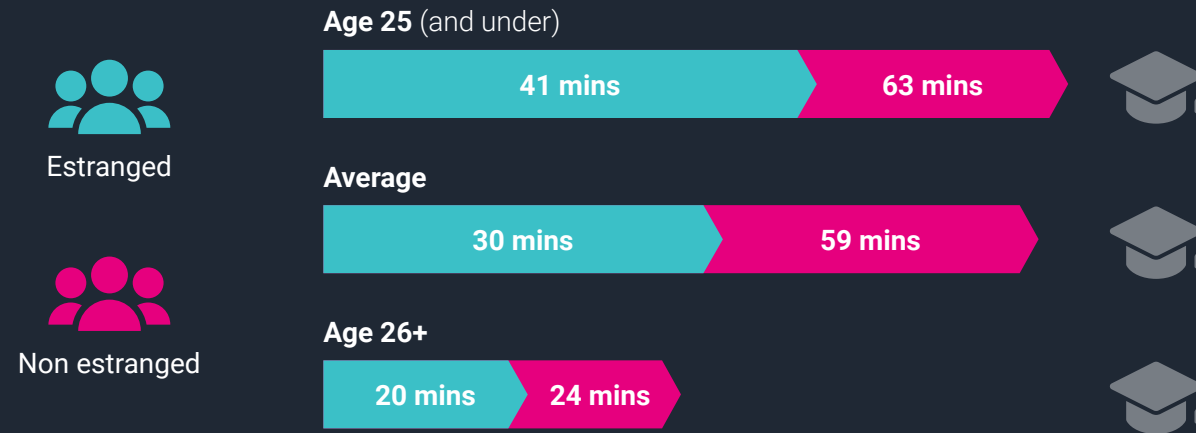 Age 25 (and under)
41 mins 63 mins
Estranged
Average
30 mins 59 mins
Non estranged
Age 26+
20 mins 24 mins